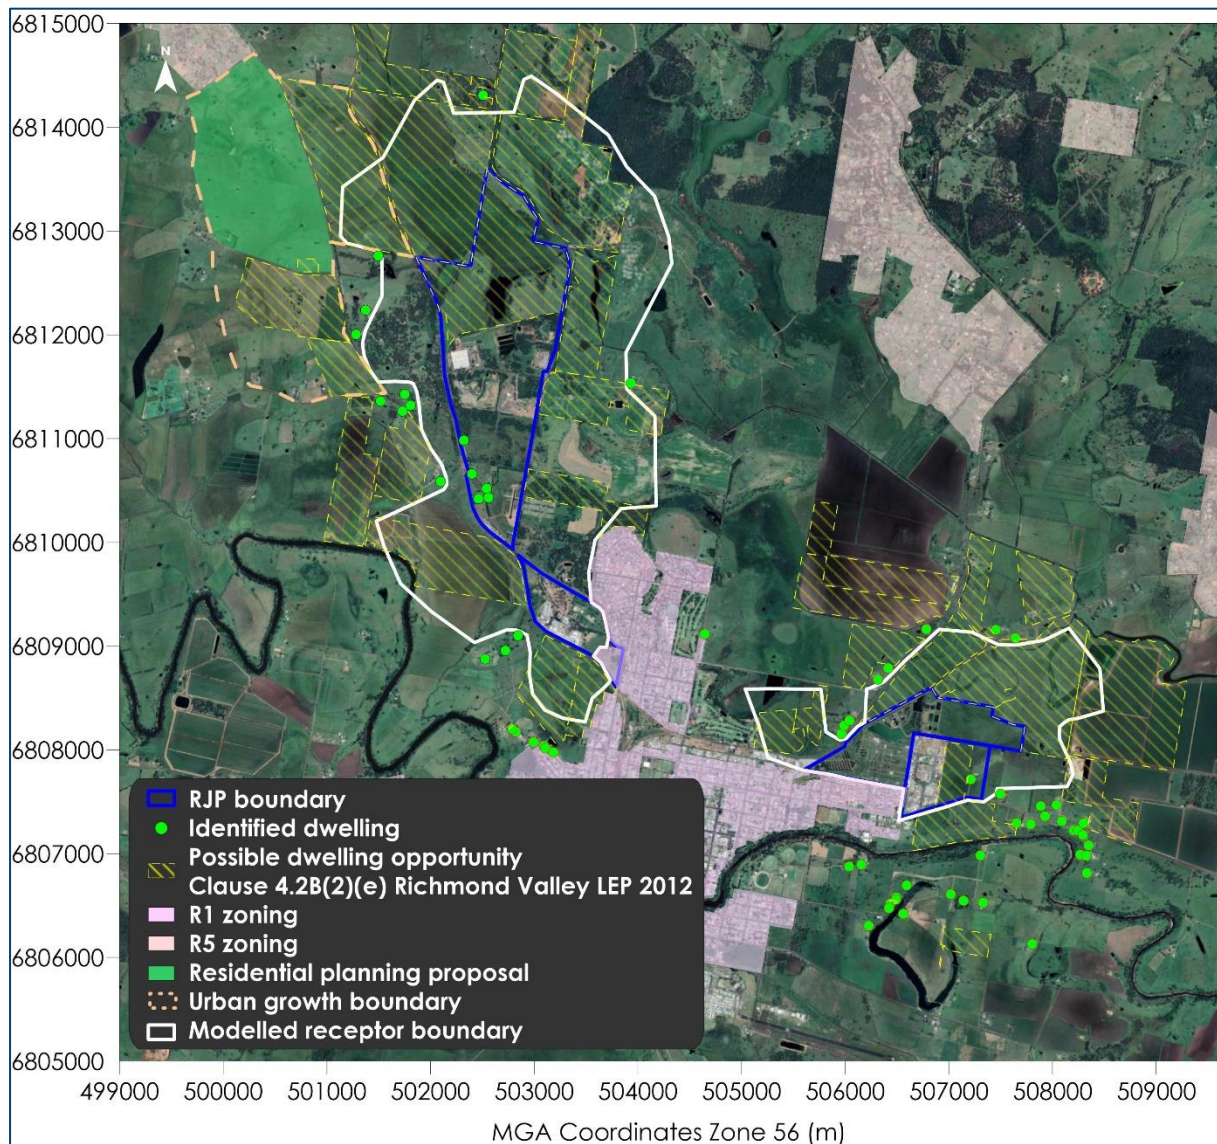 6815000
N
6814000
6813000
6812000
6811000
6810000
6809000
6808000
RJP boundary
Identified dwelling
6807000
Possible dwelling opportunity
Clause 4.2B(2)(e) Richmond Valley LEP 2012
R1 zoning
R5 zoning
6806000
Residential planning proposal
Urban growth boundary
Modelled receptor boundary
6805000
499000 500000 501000 502000 503000 504000 505000 506000 507000 508000 509000
MGA Coordinates Zone 56 (m)